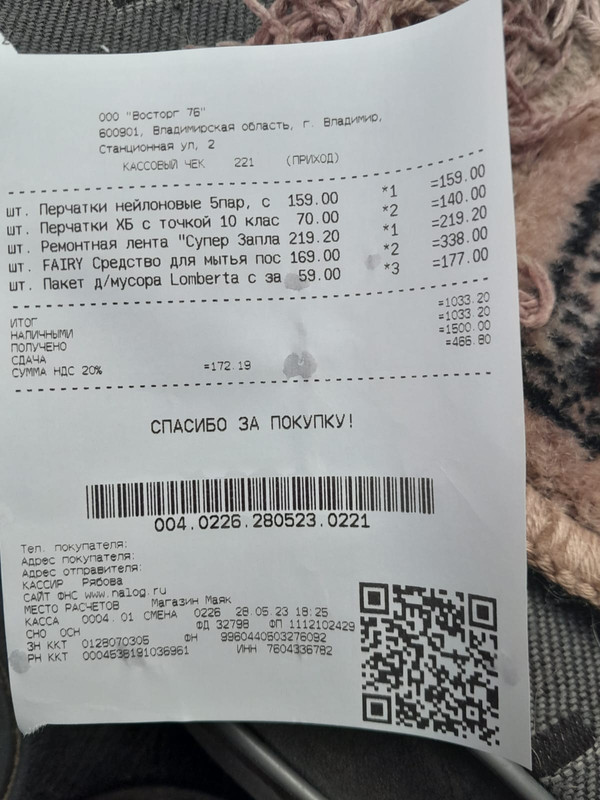 ООО "Восторг 76"
600901, Владимирская область, г. Владимир,
Станционная ул, 2
КАССОВЫЙ ЧЕК 221 (ПРИХОД)
шт. Перчатки нейлоновые 5пар, с 159.00 *1 =159.00
шт. Перчатки ХБ с точкой 10 клас 70.00 *2 =140.00
шт. Ремонтная лента "Супер Запла 219.20 *1 =219.20
шт. FAIRY Средство для мытья пос 169.00 *2 =338.00
шт. Пакет д/мусора Lomberta с за 59.00 *3 =177.00
ИТОГ =1033.20
НАЛИЧНЫМИ =1033.20
ПОЛУЧЕНО =1500.00
СДАЧА =466.80
СУММА НДС 20% =172.19
СПАСИБО ЗА ПОКУПКУ!
004.0226.280523.0221
Тел. покупателя:
Адрес покупателя:
Адрес отправителя:
КАССИР Рябова
САЙТ ФНС www.nalog.ru
МЕСТО РАСЧЕТОВ Магазин Маяк
КАССА 0004.01 СМЕНА 0226 28.05.23 18:25
СНО ОСН ФД 32798 ФП 1112102429
ЗН ККТ 0128070305 ФН 9960440503276092
РН ККТ 0004538191036961 ИНН 7604336782